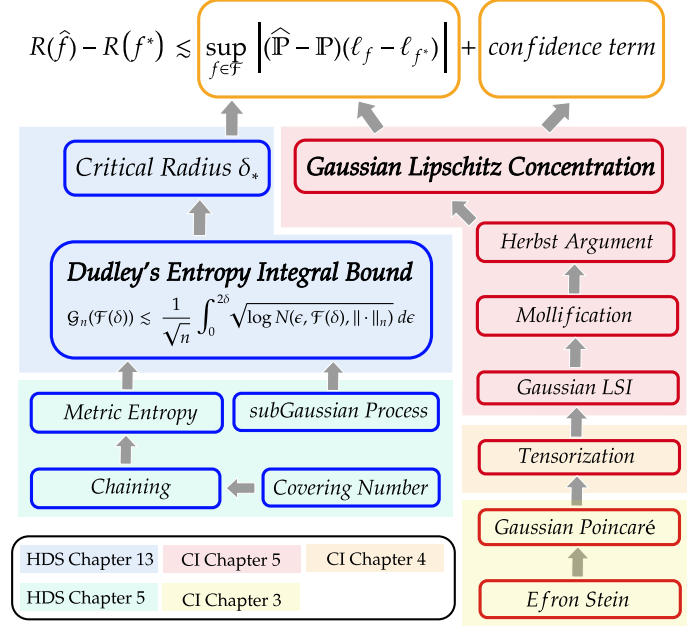 R(f̂) − R(f*) ≲ sup_{f∈ℱ} |(ℙ̂ − ℙ)(ℓ_f − ℓ_{f*})| + confidence term
Critical Radius δ_*
Gaussian Lipschitz Concentration
Herbst Argument
Dudley's Entropy Integral Bound
𝒢_n(ℱ(δ)) ≲ 1/√n ∫_0^{2δ} √(log N(ϵ, ℱ(δ), ‖·‖_n)) dϵ
Mollification
Gaussian LSI
Metric Entropy
subGaussian Process
Tensorization
Chaining
Covering Number
Gaussian Poincaré
Efron Stein
HDS Chapter 13 CI Chapter 5 CI Chapter 4
HDS Chapter 5 CI Chapter 3